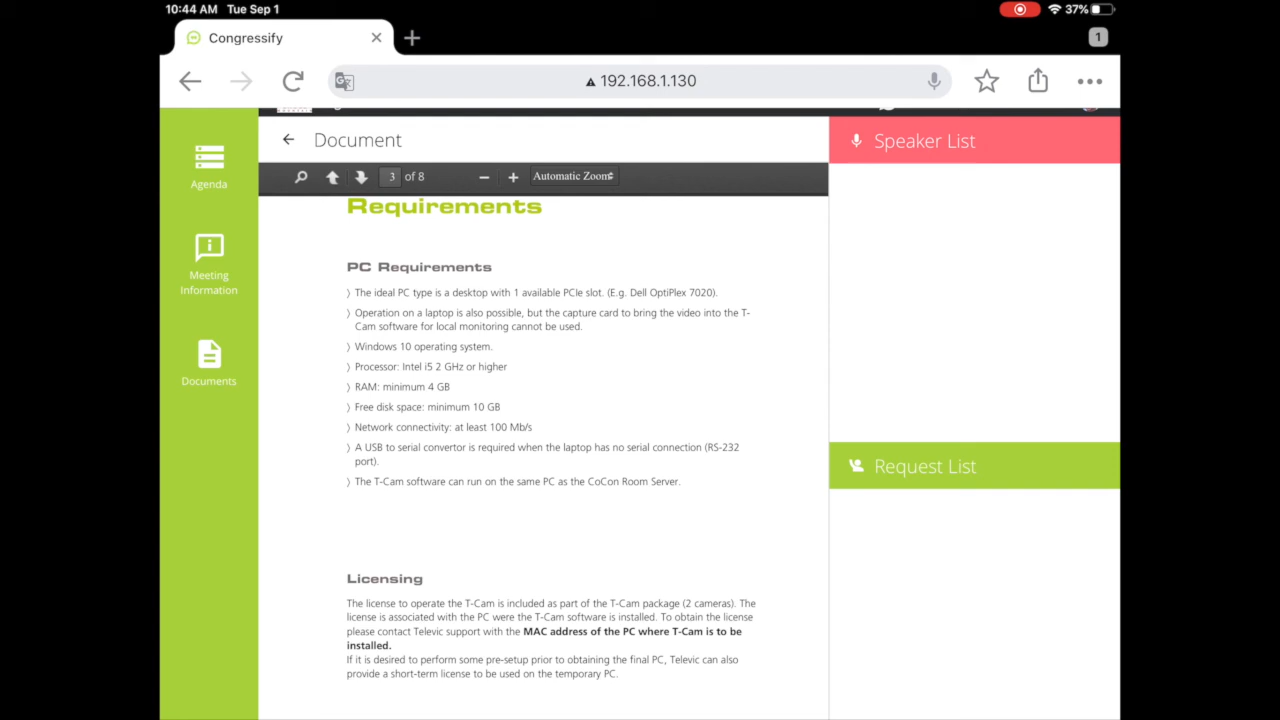 10:44 AM Tue Sep 1
37%
Congressify
1
192.168.1.130
Agenda
Meeting
Information
Documents
Document
3 of 8
Automatic Zoom
Requirements
PC Requirements
〉 The ideal PC type is a desktop with 1 available PCIe slot. (E.g. Dell OptiPlex 7020).
〉 Operation on a laptop is also possible, but the capture card to bring the video into the T-
Cam software for local monitoring cannot be used.
〉 Windows 10 operating system.
〉 Processor: Intel i5 2 GHz or higher
〉 RAM: minimum 4 GB
〉 Free disk space: minimum 10 GB
〉 Network connectivity: at least 100 Mb/s
〉 A USB to serial convertor is required when the laptop has no serial connection (RS-232
port).
〉 The T-Cam software can run on the same PC as the CoCon Room Server.
Licensing
The license to operate the T-Cam is included as part of the T-Cam package (2 cameras). The
license is associated with the PC were the T-Cam software is installed. To obtain the license
please contact Televic support with the MAC address of the PC where T-Cam is to be
installed.
If it is desired to perform some pre-setup prior to obtaining the final PC, Televic can also
provide a short-term license to be used on the temporary PC.
Speaker List
Request List